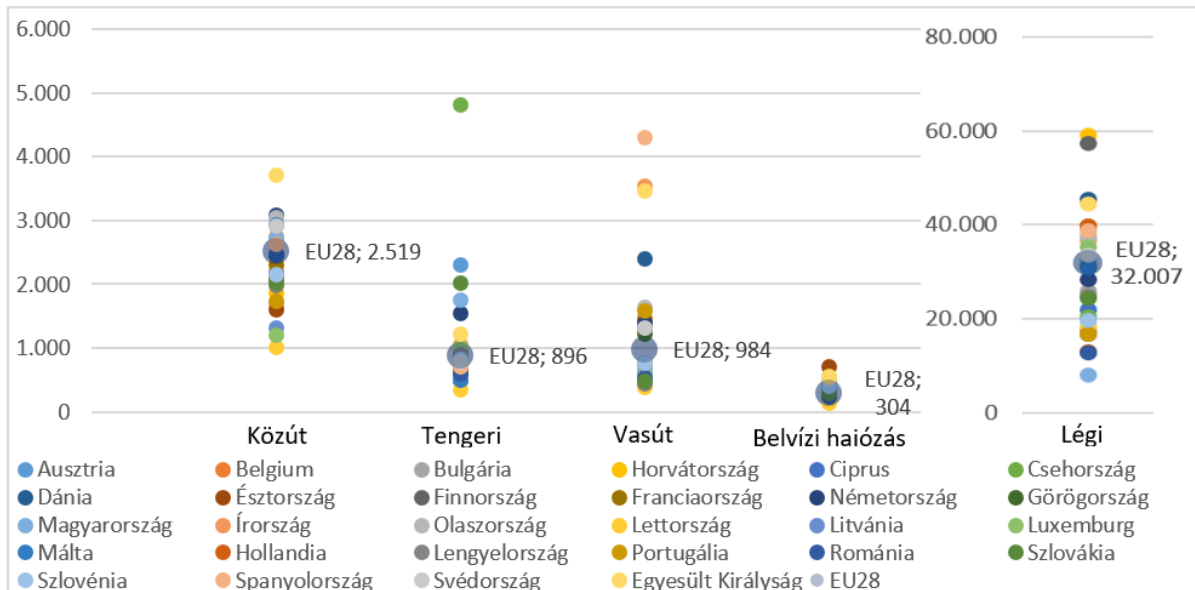 6.000
5.000
4.000
3.000
2.000
1.000
0
80.000
60.000
40.000
20.000
0
EU28; 2.519
EU28; 896
EU28; 984
EU28;
304
EU28;
32.007
Közút Tengeri Vasút Belvízi haiózás Légi
Ausztria Belgium Bulgária Horvátország Ciprus Csehország
Dánia Észtország Finnország Franciaország Németország Görögország
Magyarország Írország Olaszország Lettország Litvánia Luxemburg
Málta Hollandia Lengyelország Portugália Románia Szlovákia
Szlovénia Spanyolország Svédország Egyesült Királyság EU28